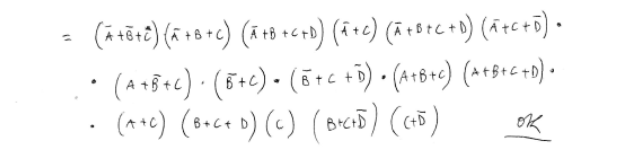 = (Ā+B̄+C) (Ā+B+C) (Ā+B+C+D) (Ā+C) (Ā+B+C+D) (Ā+C+D̄) ·
· (A+B̄+C) · (B̄+C) · (B̄+C+D̄) · (A+B+C) (A+B+C+D) ·
· (A+C) (B+C+D) (C) (B+C+D̄) (C+D̄) OK